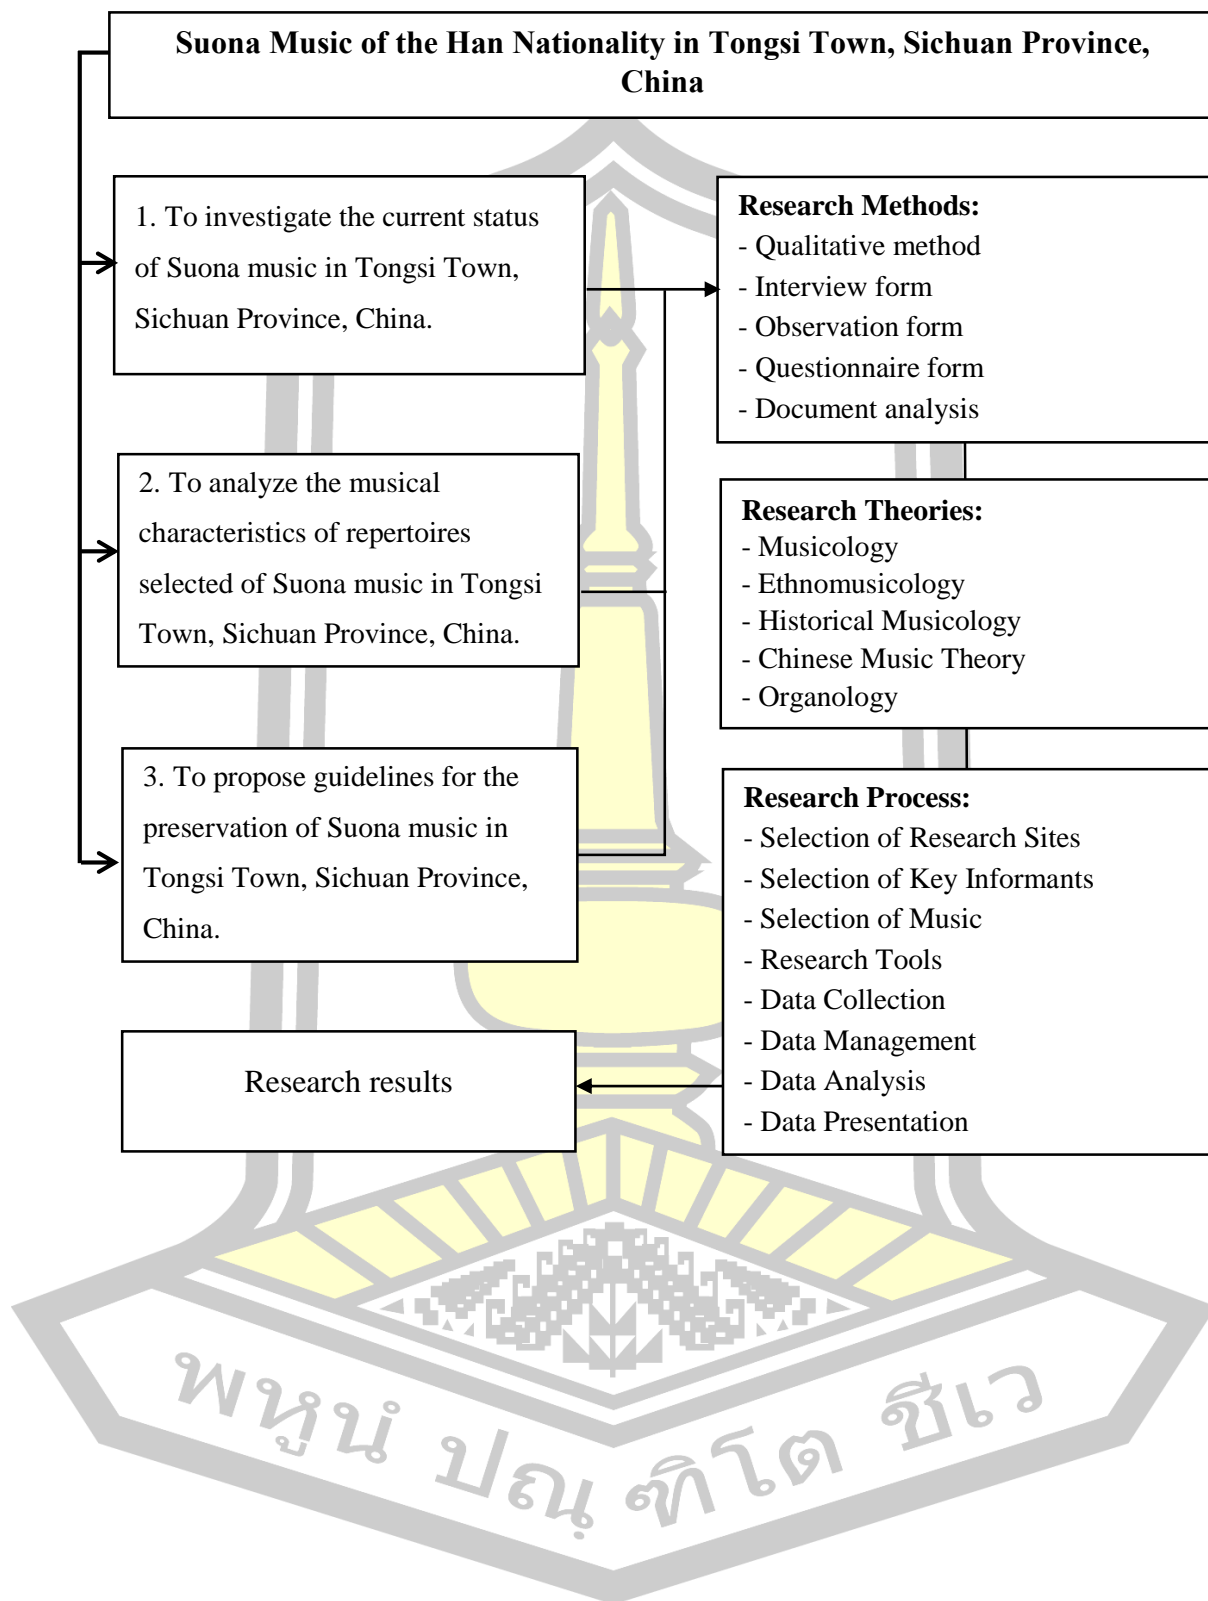 Suona Music of the Han Nationality in Tongsi Town, Sichuan Province,
China
1. To investigate the current status
of Suona music in Tongsi Town,
Sichuan Province, China.
2. To analyze the musical
characteristics of repertoires
selected of Suona music in Tongsi
Town, Sichuan Province, China.
3. To propose guidelines for the
preservation of Suona music in
Tongsi Town, Sichuan Province,
China.
Research results
Research Methods:
- Qualitative method
- Interview form
- Observation form
- Questionnaire form
- Document analysis
Research Theories:
- Musicology
- Ethnomusicology
- Historical Musicology
- Chinese Music Theory
- Organology
Research Process:
- Selection of Research Sites
- Selection of Key Informants
- Selection of Music
- Research Tools
- Data Collection
- Data Management
- Data Analysis
- Data Presentation
พหูนํ ปณฺฑิโต ชีเว